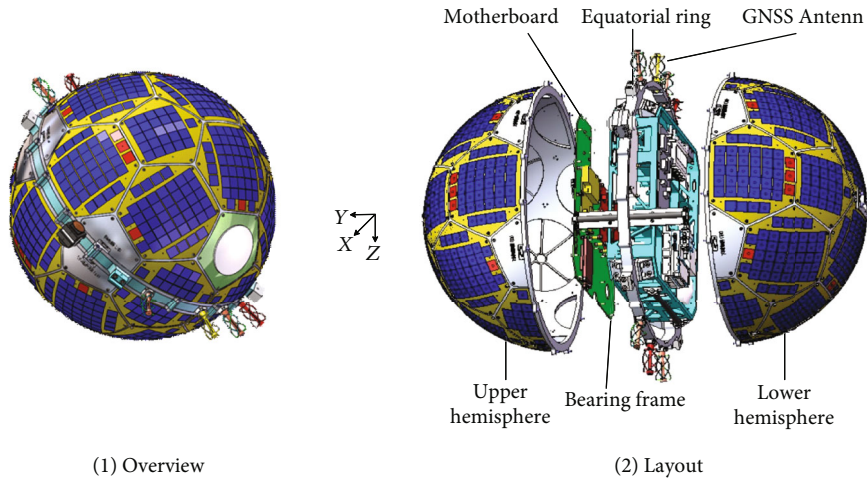 Motherboard
Equatorial ring
GNSS Antenn
Y
X
Z
Upper
hemisphere
Bearing frame
Lower
hemisphere
(1) Overview
(2) Layout